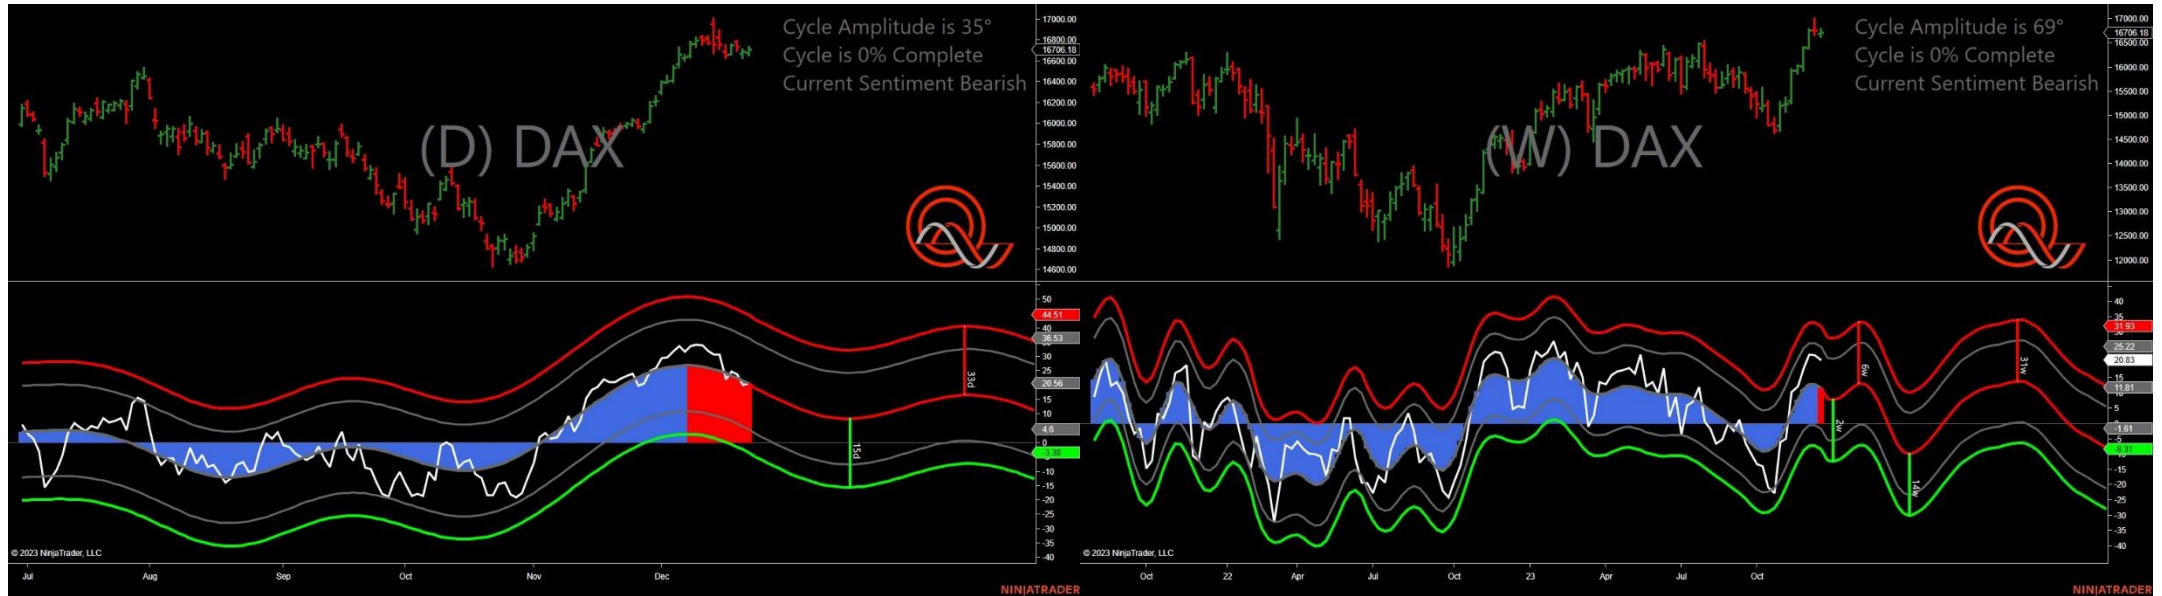 Cycle Amplitude is 35°
Cycle is 0% Complete
Current Sentiment Bearish
(D) DAX
17000.00
16800.00
16706.18
16600.00
16400.00
16200.00
16000.00
15800.00
15600.00
15400.00
15200.00
15000.00
14800.00
14600.00
50
44.51
40
36.53
30
25
20.56
15
10
4.6
0
-3.38
-10
-15
-20
-25
-30
-35
-40
33d
15d
© 2023 NinjaTrader, LLC
Jul
Aug
Sep
Oct
Nov
Dec
NINJATRADER
Cycle Amplitude is 69°
Cycle is 0% Complete
Current Sentiment Bearish
(W) DAX
17000.00
16706.18
16500.00
16000.00
15500.00
15000.00
14500.00
14000.00
13500.00
13000.00
12500.00
12000.00
40
35
31.93
25.22
20.83
15
11.81
5
-1.61
-5
-8.31
-15
-20
-25
-30
-35
-40
6w
31w
2w
14w
© 2023 NinjaTrader, LLC
Oct
22
Apr
Jul
Oct
23
Apr
Jul
Oct
NINJATRADER